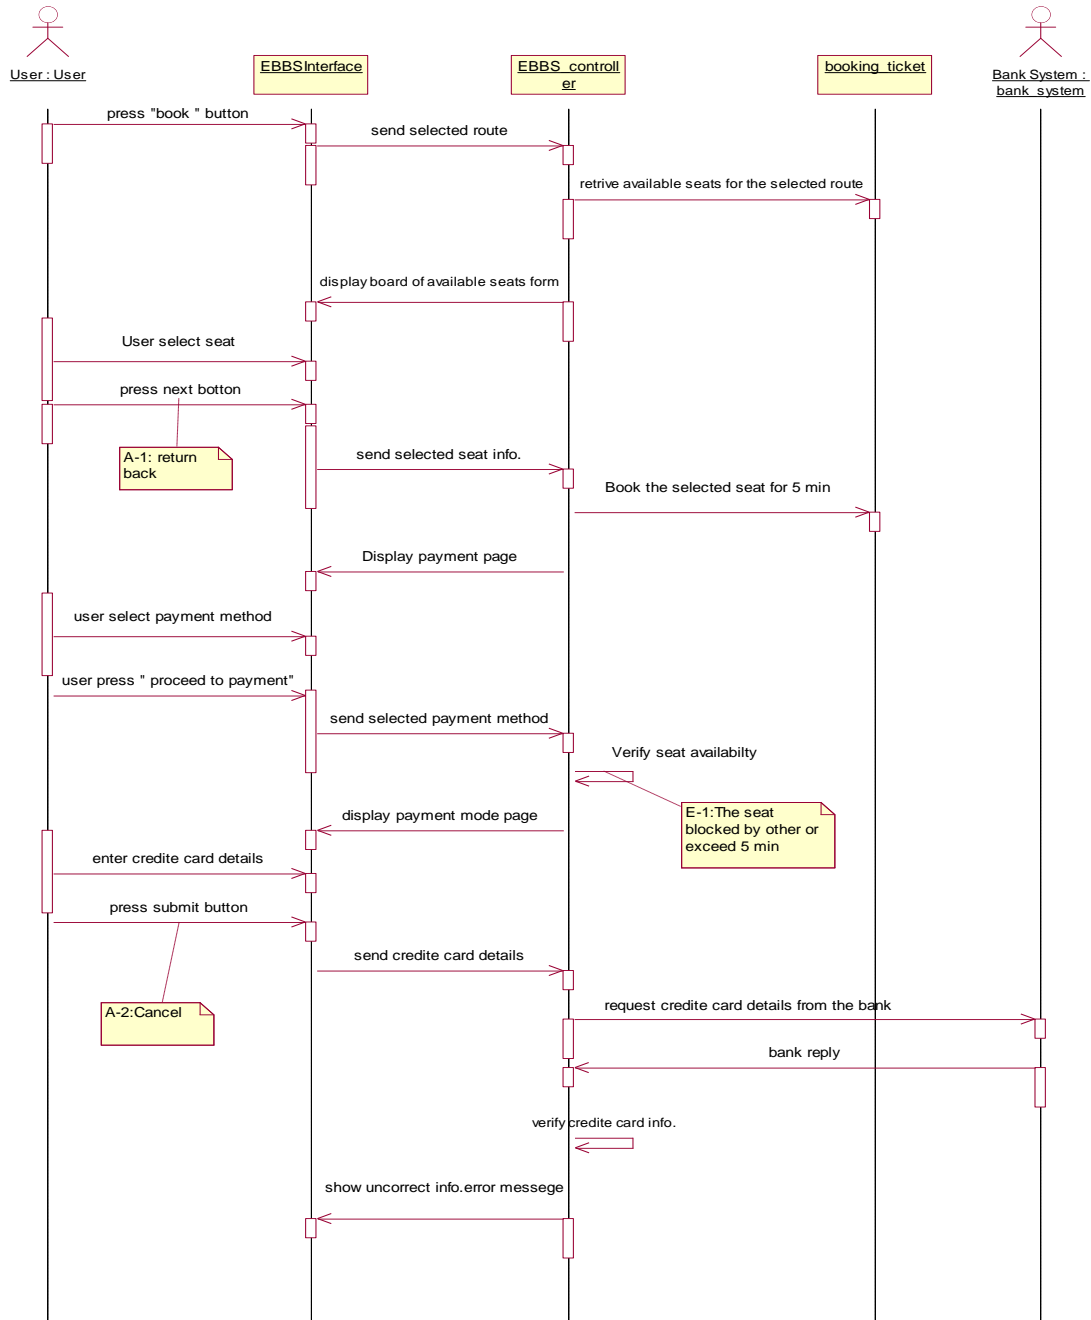 User : User
EBBSInterface
EBBS_controll
er
booking_ticket
Bank System :
bank_system
press "book " button
send selected route
retrive available seats for the selected route
display board of available seats form
User select seat
press next botton
A-1: return
back
send selected seat info.
Book the selected seat for 5 min
Display payment page
user select payment method
user press " proceed to payment"
send selected payment method
Verify seat availabilty
E-1:The seat
blocked by other or
exceed 5 min
display payment mode page
enter credite card details
press submit button
send credite card details
A-2:Cancel
request credite card details from the bank
bank reply
verify credite card info.
show uncorrect info.error messege